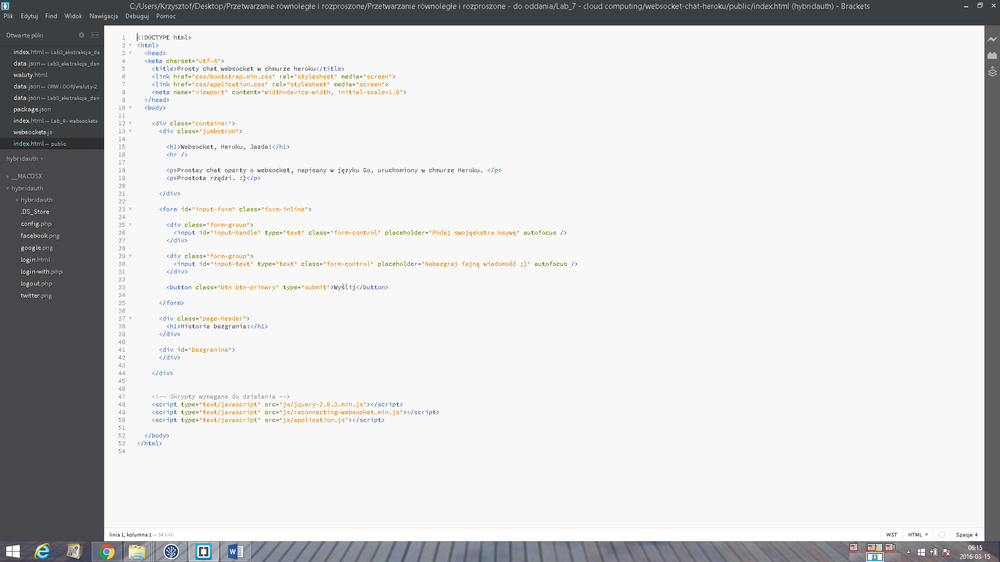 C:/Users/Krzysztof/Desktop/Przetwarzanie równoległe i rozproszone/Przetwarzanie równoległe i rozproszone - do oddania/Lab_7 - cloud computing/websocket-chat-heroku/public/index.html (hybridauth) - Brackets
Plik Edytuj Find Widok Nawigacja Debuguj Pomoc
Otwarte pliki
index.html — Lab3_ekstrakcja_da
data.json — Lab3_ekstrakcja_dan
waluty.html
data.json — ORW i OOR/waluty-2
data.json — Lab3_ekstrakcja_dan
package.json
index.html — Lab_6- websockets
websockets.js
index.html — public
hybridauth
__MACOSX
hybridauth
hybridauth
.DS_Store
config.php
facebook.png
google.png
login.html
login-with.php
logout.php
twitter.png
1 <!DOCTYPE html>
2 <html>
3 <head>
4 <meta charset="utf-8">
5 <title>Prosty chat websocket w chmurze heroku</title>
6 <link href="css/bootstrap.min.css" rel="stylesheet" media="screen">
7 <link href="css/application.css" rel="stylesheet" media="screen">
8 <meta name="viewport" content="width=device-width, initial-scale=1.0">
9 </head>
10 <body>
11
12 <div class="container">
13 <div class="jumbotron">
14
15 <h1>Websocket, Heroku, Jazda!</h1>
16 <hr />
17
18 <p>Prostay chat oparty o websocket, napisany w języku Go, uruchomiony w chmurze Heroku. </p>
19 <p>Prostota rządzi. :)</p>
20
21 </div>
22
23 <form id="input-form" class="form-inline">
24
25 <div class="form-group">
26 <input id="input-handle" type="text" class="form-control" placeholder="Podaj swojąekstra ksywę" autofocus />
27 </div>
28
29 <div class="form-group">
30 <input id="input-text" type="text" class="form-control" placeholder="Nabazgraj fajną wiadomość ;)" autofocus />
31 </div>
32
33 <button class="btn btn-primary" type="submit">Wyślij</button>
34
35 </form>
36
37 <div class="page-header">
38 <h1>Historia bazgrania:</h1>
39 </div>
40
41 <div id="bazgranina">
42 </div>
43
44 </div>
45
46
47 <!-- Skrypty wymagane do działania -->
48 <script type="text/javascript" src="js/jquery-2.0.3.min.js"></script>
49 <script type="text/javascript" src="js/reconnecting-websocket.min.js"></script>
50 <script type="text/javascript" src="js/application.js"></script>
51
52 </body>
53 </html>
54
linia 1, kolumna 1 — 54 linii
WST HTML Spacje 4
06:15
2016-03-15